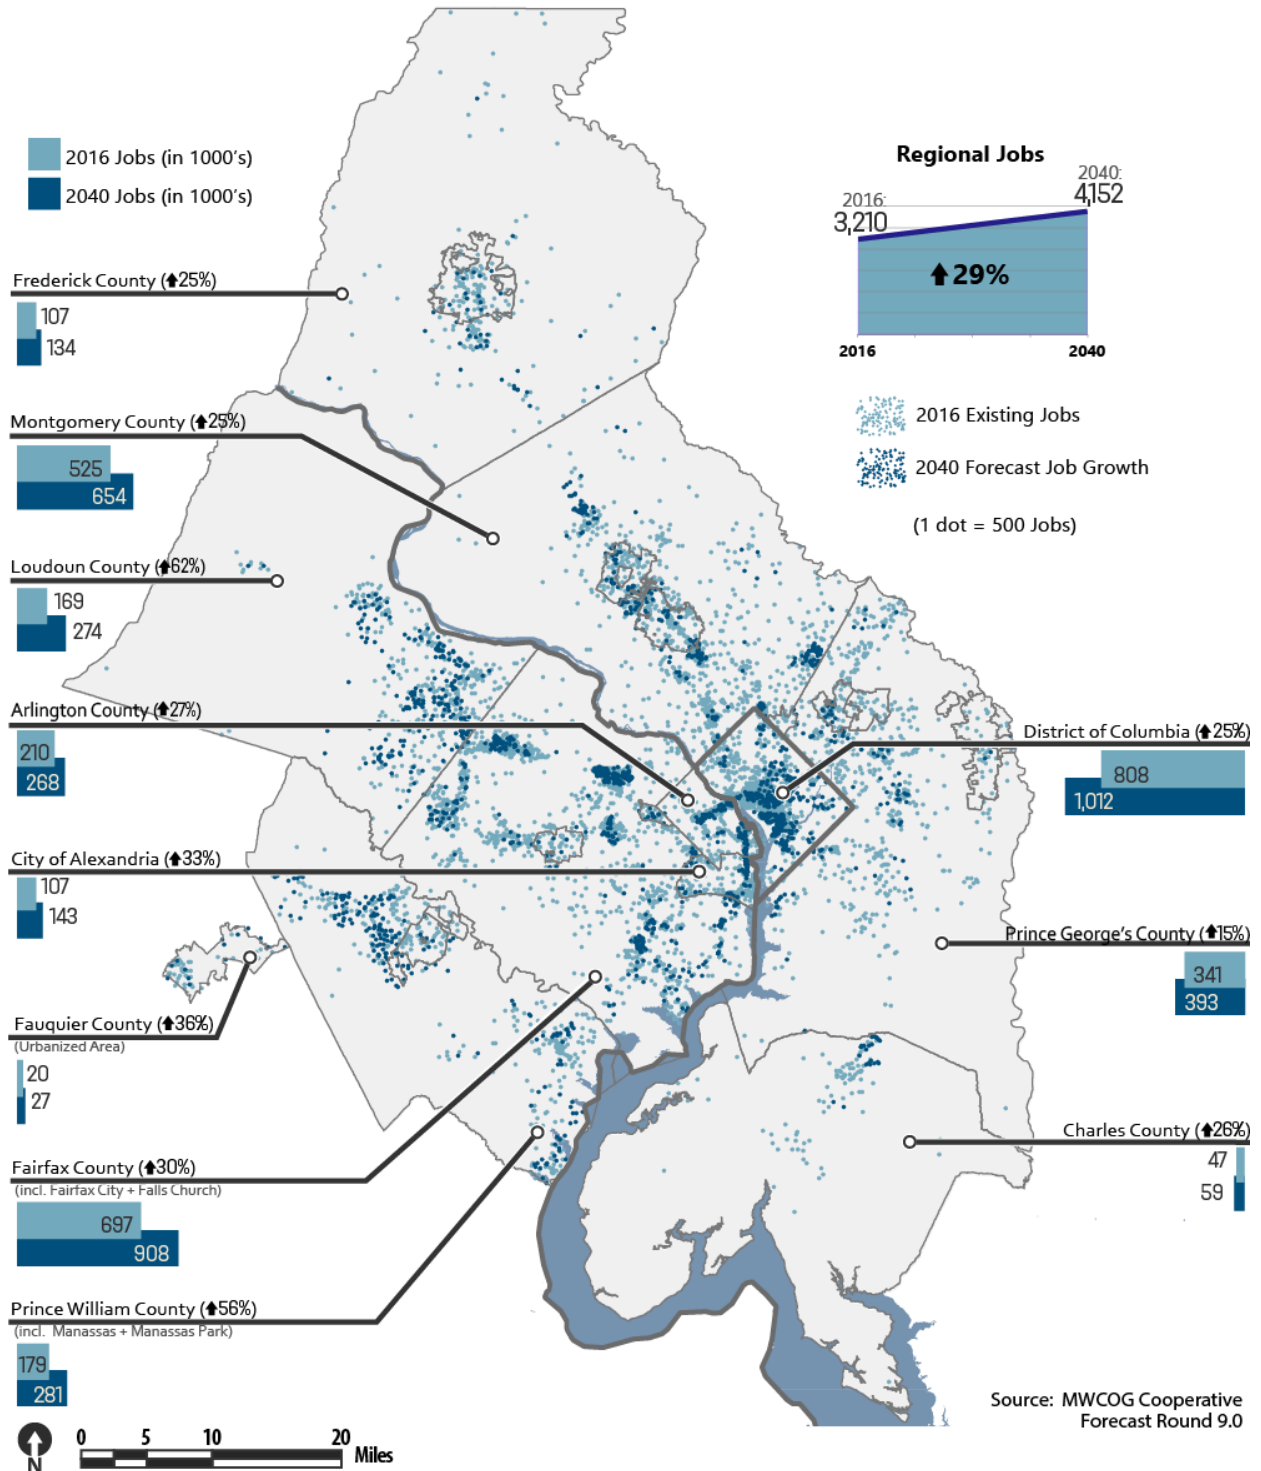 2016 Jobs (in 1000's)
2040 Jobs (in 1000's)
Regional Jobs
2016:
3,210
2040:
4,152
29%
2016
2040
2016 Existing Jobs
2040 Forecast Job Growth
(1 dot = 500 Jobs)
Frederick County (⬆25%)
107
134
Montgomery County (⬆25%)
525
654
Loudoun County (⬆62%)
169
274
Arlington County (⬆27%)
210
268
City of Alexandria (⬆33%)
107
143
Fauquier County (⬆36%)
(Urbanized Area)
20
27
Fairfax County (⬆30%)
(incl. Fairfax City + Falls Church)
697
908
Prince William County (⬆56%)
(incl. Manassas + Manassas Park)
179
281
District of Columbia (⬆25%)
808
1,012
Prince George's County (⬆15%)
341
393
Charles County (⬆26%)
47
59
Source: MWCOG Cooperative
Forecast Round 9.0
N
0 5 10 20
Miles